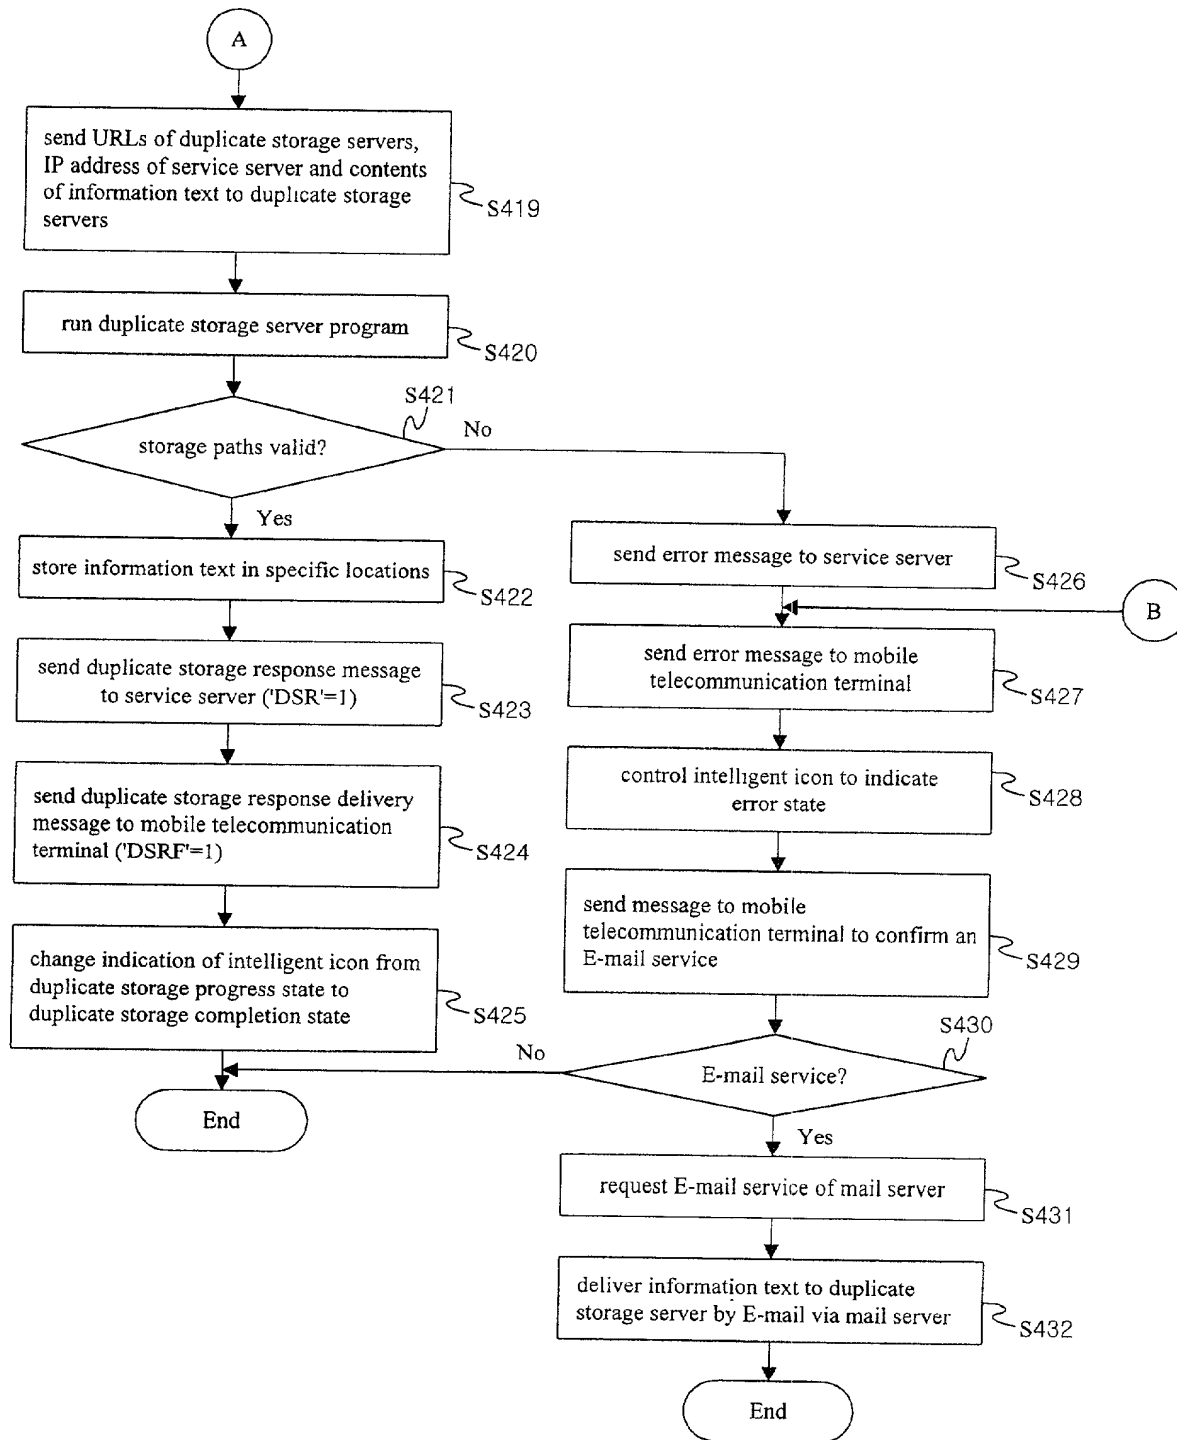 A
send URLs of duplicate storage servers,
IP address of service server and contents
of information text to duplicate storage
servers
S419
run duplicate storage server program
S420
S421
storage paths valid?
No
Yes
store information text in specific locations
S422
send duplicate storage response message
to service server ('DSR'=1)
S423
send duplicate storage response delivery
message to mobile telecommunication
terminal ('DSRF'=1)
S424
change indication of intelligent icon from
duplicate storage progress state to
duplicate storage completion state
S425
End
send error message to service server
S426
B
send error message to mobile
telecommunication terminal
S427
control intelligent icon to indicate
error state
S428
send message to mobile
telecommunication terminal to confirm an
E-mail service
S429
S430
No
E-mail service?
Yes
request E-mail service of mail server
S431
deliver information text to duplicate
storage server by E-mail via mail server
S432
End